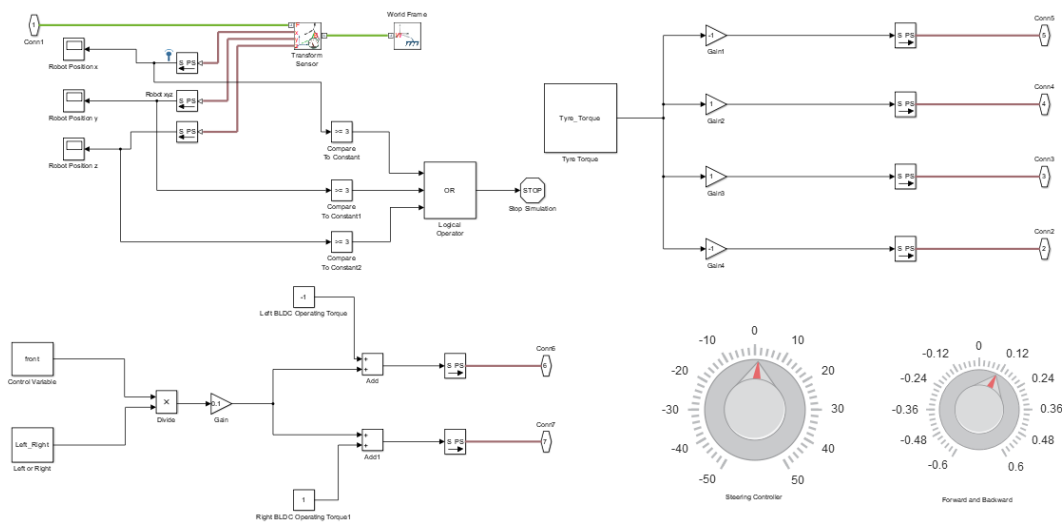 World Frame
1
Conn1
F
Transform
Sensor
S PS
Robot Position x
Robot xyz
S PS
Robot Position y
S PS
Robot Position z
>= 3
Compare
To Constant
>= 3
Compare
To Constant1
>= 3
Compare
To Constant2
OR
Logical
Operator
STOP
Stop Simulation
Tyre_Torque
Tyre Torque
-1
Gain1
S PS
Conn5
5
1
Gain2
S PS
Conn4
4
1
Gain3
S PS
Conn3
3
-1
Gain4
S PS
Conn2
2
-1
Left BLDC Operating Torque
front
Control Variable
Left_Right
Left or Right
×
Divide
0.1
Gain
+
+
Add
S PS
Conn6
6
+
+
Add1
S PS
Conn7
7
1
Right BLDC Operating Torque1
0
-10
10
-20
20
-30
30
-40
40
-50
50
Steering Controller
0
-0.12
0.12
-0.24
0.24
-0.36
0.36
-0.48
0.48
-0.6
0.6
Forward and Backward